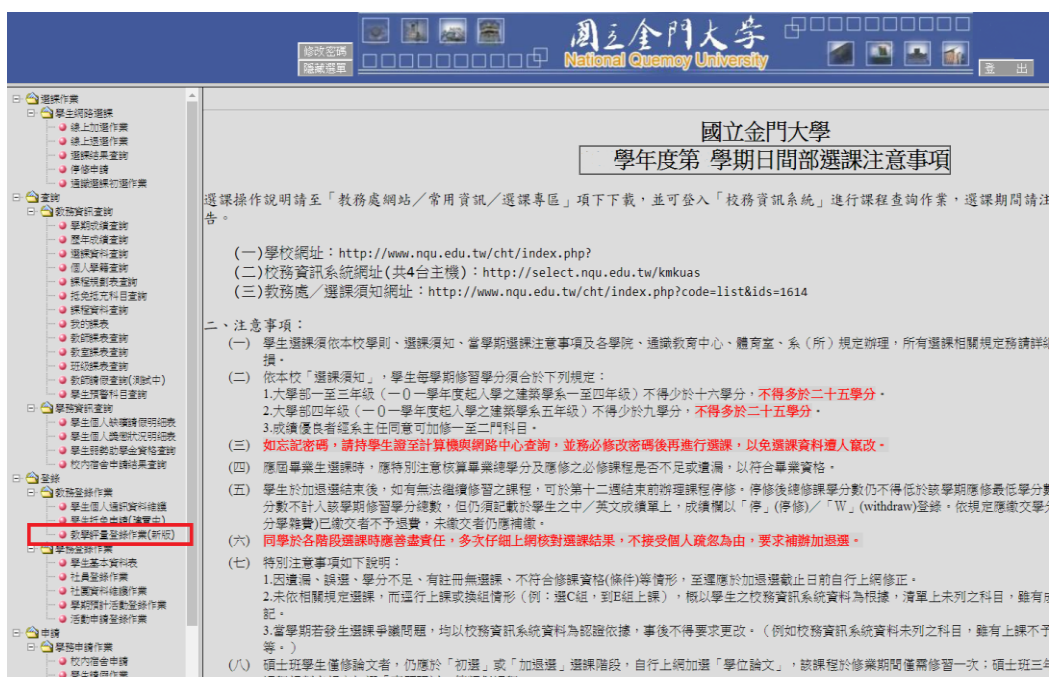 修改密碼
隱藏選單
國立金門大學
National Quemoy University
登 出
選課作業
學生網路選課
線上加選作業
線上退選作業
選課結果查詢
停修申請
通識選課初選作業
查詢
教務資訊查詢
學期成績查詢
歷年成績查詢
選課資料查詢
個人學籍查詢
課程規劃表查詢
抵免抵充科目查詢
課程資料查詢
我的課表
教師課表查詢
教室課表查詢
班級課表查詢
教師請假查詢(測試中)
學生預警科目查詢
學務資訊查詢
學生個人缺曠請假明細表
學生個人獎懲狀況明細表
學生弱勢助學金資格查詢
校內宿舍申請結果查詢
登錄
教務登錄作業
學生個人通訊資料維護
學生抵免申請(建置中)
教學評量登錄作業(新版)
學務登錄作業
學生基本資料表
社員登錄作業
社團資料維護作業
學期預計活動登錄作業
活動申請登錄作業
申請
學務申請作業
校內宿舍申請
學生請假作業
國立金門大學
學年度第 學期日間部選課注意事項
選課操作說明請至「教務處網站／常用資訊／選課專區」項下下載，並可登入「校務資訊系統」進行課程查詢作業，選課期間請注
告。
(一)學校網址：http://www.nqu.edu.tw/cht/index.php?
(二)校務資訊系統網址(共4台主機)：http://select.nqu.edu.tw/kmkuas
(三)教務處／選課須知網址：http://www.nqu.edu.tw/cht/index.php?code=list&ids=1614
二、注意事項：
(一) 學生選課須依本校學則、選課須知、當學期選課注意事項及各學院、通識教育中心、體育室、系（所）規定辦理，所有選課相關規定務請詳細
損。
(二) 依本校「選課須知」，學生每學期修習學分須合於下列規定：
1.大學部一至三年級（一０一學年度起入學之建築學系一至四年級）不得少於十六學分，不得多於二十五學分。
2.大學部四年級（一０一學年度起入學之建築學系五年級）不得少於九學分，不得多於二十五學分。
3.成績優良者經系主任同意可加修一至二門科目。
(三) 如忘記密碼，請持學生證至計算機與網路中心查詢，並務必修改密碼後再進行選課，以免選課資料遭人竄改。
(四) 應屆畢業生選課時，應特別注意核算畢業總學分及應修之必修課程是否不足或遺漏，以符合畢業資格。
(五) 學生於加退選結束後，如有無法繼續修習之課程，可於第十二週結束前辦理課程停修。停修後總修課學分數仍不得低於該學期應修最低學分數
分數不計入該學期修習學分總數，但仍須記載於學生之中／英文成績單上，成績欄以「停」(停修)／「W」(withdraw)登錄。依規定應繳交學分
分學雜費)已繳交者不予退費，未繳交者仍應補繳。
(六) 同學於各階段選課時應善盡責任，多次仔細上網核對選課結果，不接受個人疏忽為由，要求補辦加退選。
(七) 特別注意事項如下說明：
1.因遺漏、誤選、學分不足、有註冊無選課、不符合修課資格(條件)等情形，至遲應於加退選截止日前自行上網修正。
2.未依相關規定選課，而逕行上課或換組情形（例：選C組，到E組上課），概以學生之校務資訊系統資料為根據，清單上未列之科目，雖有成
記。
3.當學期若發生選課爭議問題，均以校務資訊系統資料為認證依據，事後不得要求更改。（例如校務資訊系統資料未列之科目，雖有上課不予
等。）
(八) 碩士班學生僅修論文者，仍應於「初選」或「加退選」選課階段，自行上網加選「學位論文」，該課程於修業期間僅需修習一次；碩士班三年